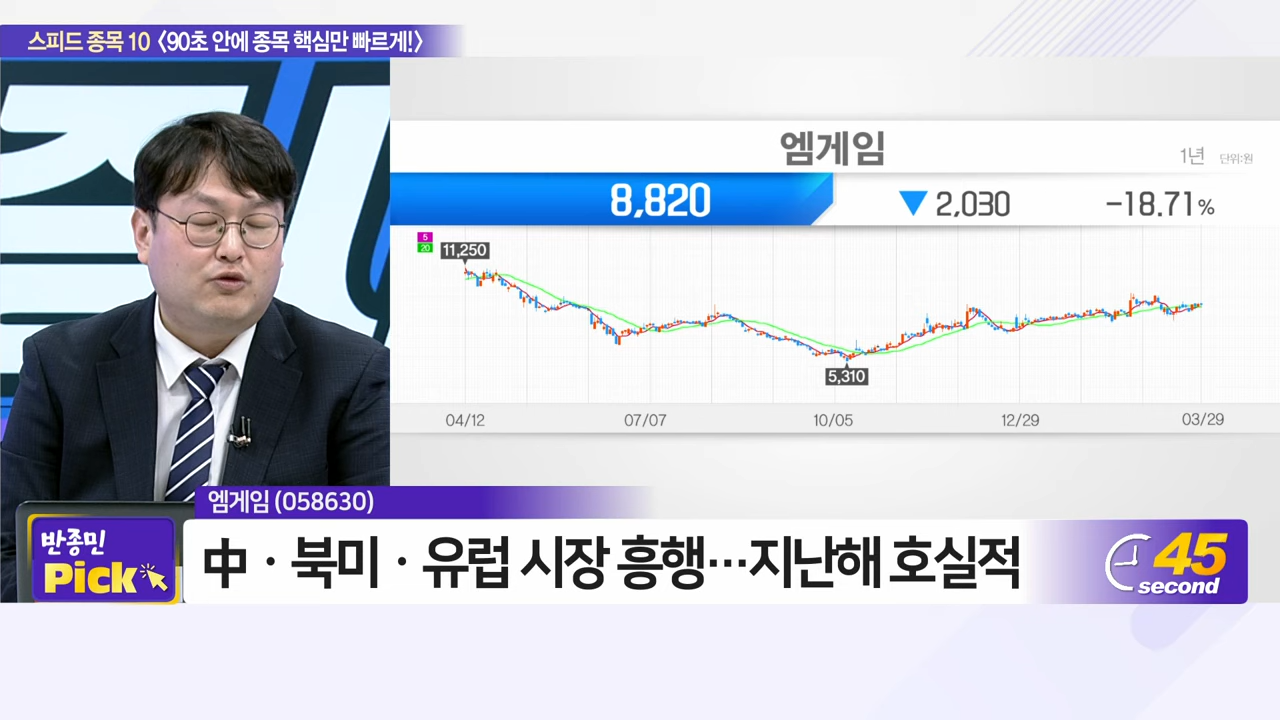 스피드 종목 10 〈90초 안에 종목 핵심만 빠르게!〉
엠게임
1년 단위:원
8,820 ▼ 2,030 -18.71%
5
20
11,250
5,310
04/12 07/07 10/05 12/29 03/29
엠게임 (058630)
반종민
Pick
中 · 북미 · 유럽 시장 흥행…지난해 호실적
45
second